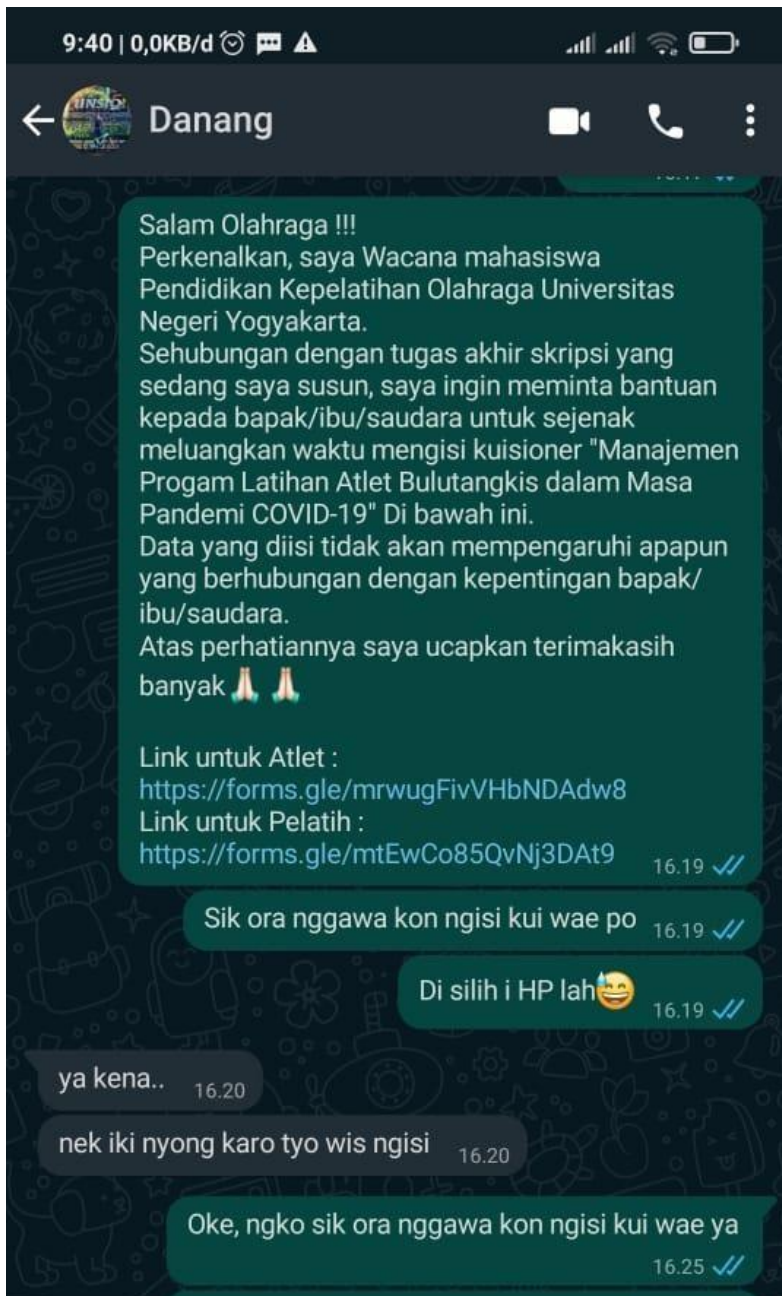 9:40 | 0,0KB/d
Danang
Salam Olahraga !!!
Perkenalkan, saya Wacana mahasiswa
Pendidikan Kepelatihan Olahraga Universitas
Negeri Yogyakarta.
Sehubungan dengan tugas akhir skripsi yang
sedang saya susun, saya ingin meminta bantuan
kepada bapak/ibu/saudara untuk sejenak
meluangkan waktu mengisi kuisioner "Manajemen
Progam Latihan Atlet Bulutangkis dalam Masa
Pandemi COVID-19" Di bawah ini.
Data yang diisi tidak akan mempengaruhi apapun
yang berhubungan dengan kepentingan bapak/
ibu/saudara.
Atas perhatiannya saya ucapkan terimakasih
banyak🙏🏻 🙏🏻
Link untuk Atlet :
https://forms.gle/mrwugFivVHbNDAdw8
Link untuk Pelatih :
https://forms.gle/mtEwCo85QvNj3DAt9 16.19
Sik ora nggawa kon ngisi kui wae po 16.19
Di silih i HP lah😅 16.19
ya kena.. 16.20
nek iki nyong karo tyo wis ngisi 16.20
Oke, ngko sik ora nggawa kon ngisi kui wae ya
16.25